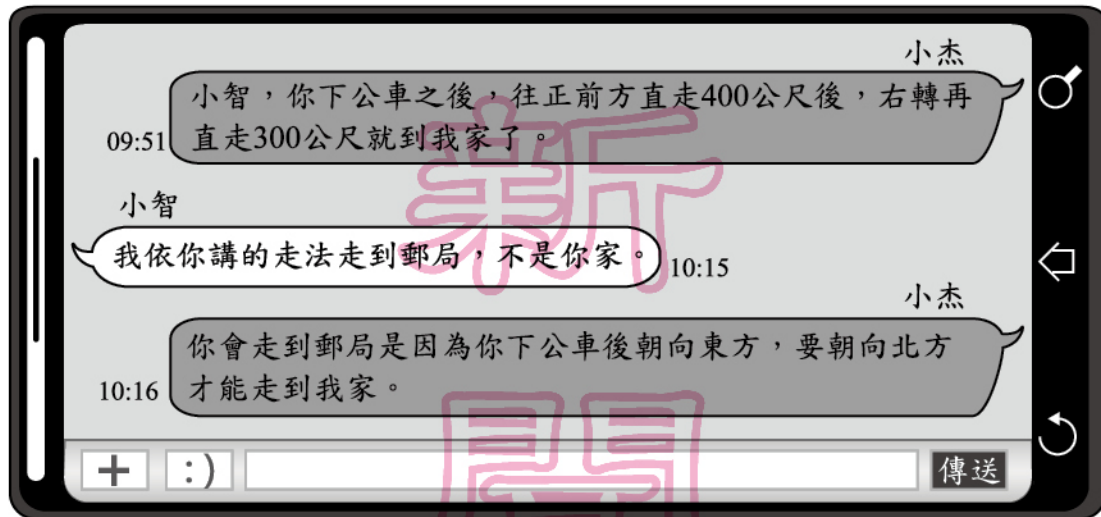 小杰
小智，你下公車之後，往正前方直走400公尺後，右轉再
直走300公尺就到我家了。
09:51
小智
我依你講的走法走到郵局，不是你家。
10:15
小杰
你會走到郵局是因為你下公車後朝向東方，要朝向北方
才能走到我家。
10:16
+
:)
傳送
新聞